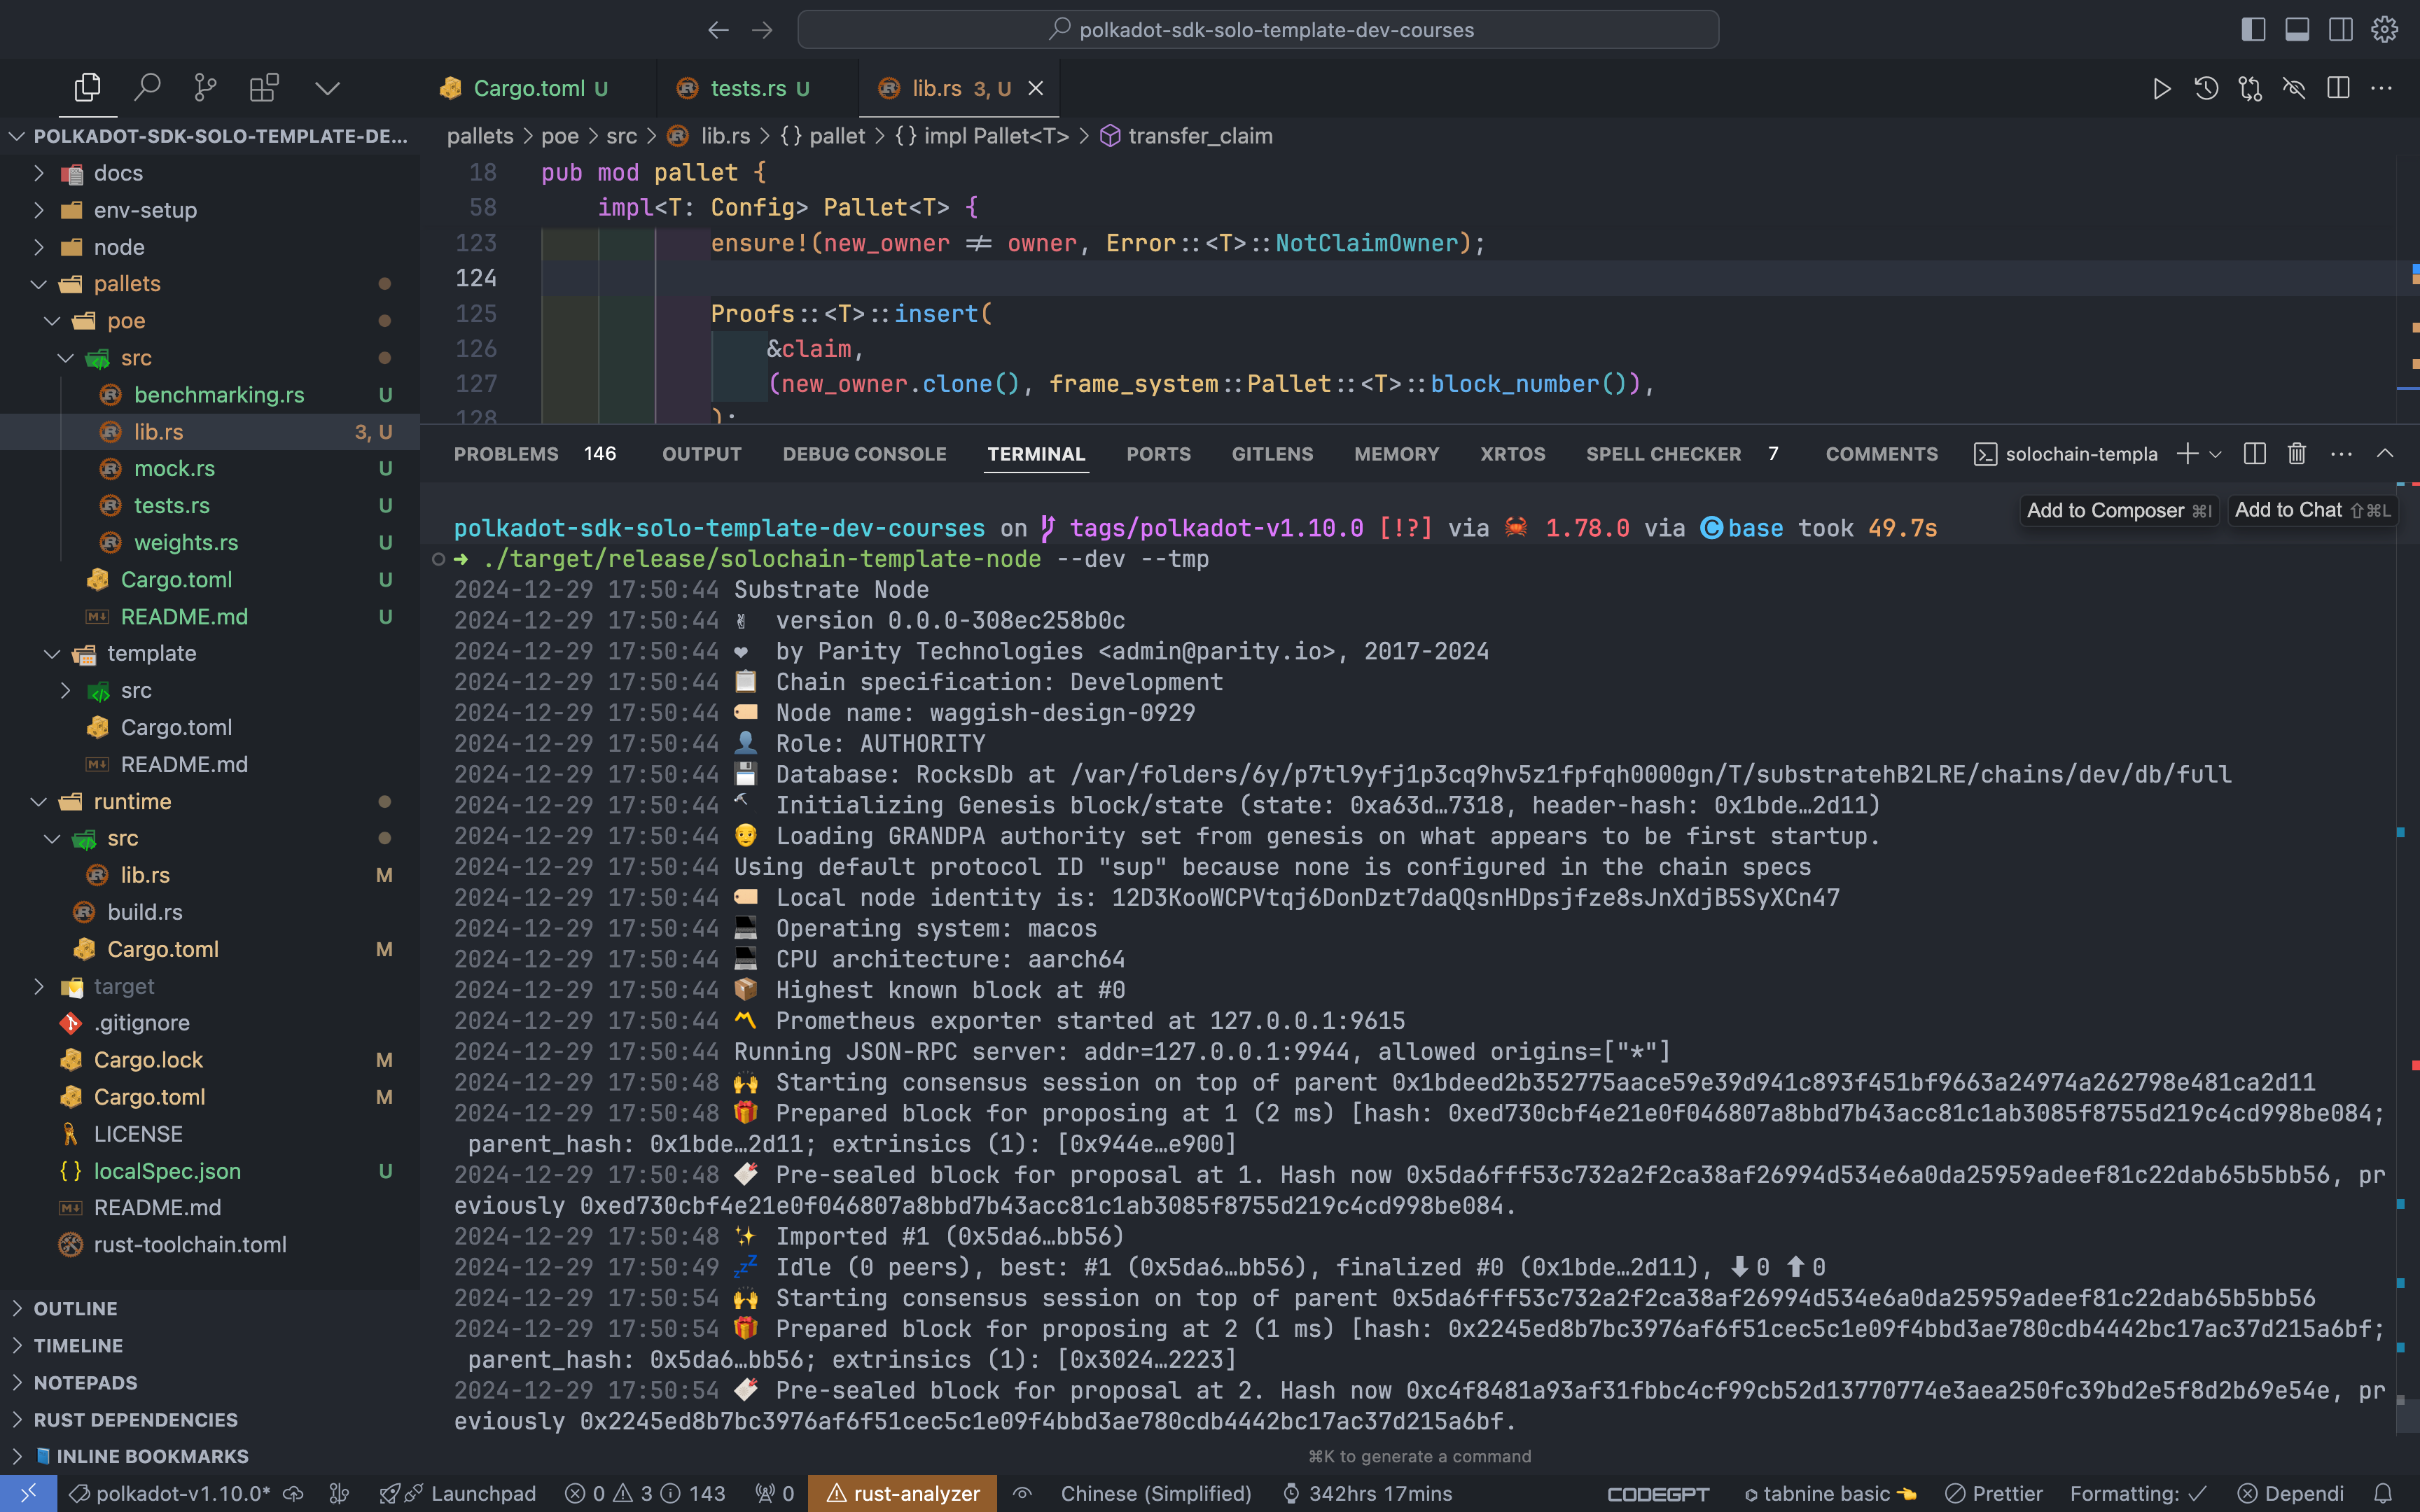 polkadot-sdk-solo-template-dev-courses
Cargo.toml U
tests.rs U
lib.rs 3, U
POLKADOT-SDK-SOLO-TEMPLATE-DE...
docs
env-setup
node
pallets
poe
src
benchmarking.rs U
lib.rs 3, U
mock.rs U
tests.rs U
weights.rs U
Cargo.toml U
README.md U
template
src
Cargo.toml
README.md
runtime
src
lib.rs M
build.rs
Cargo.toml M
target
.gitignore
Cargo.lock M
Cargo.toml M
LICENSE
localSpec.json U
README.md
rust-toolchain.toml
OUTLINE
TIMELINE
NOTEPADS
RUST DEPENDENCIES
INLINE BOOKMARKS
pallets > poe > src > lib.rs > {} pallet > {} impl Pallet<T> > transfer_claim
18 pub mod pallet {
58 impl<T: Config> Pallet<T> {
123 ensure!(new_owner != owner, Error::<T>::NotClaimOwner);
124
125 Proofs::<T>::insert(
126 &claim,
127 (new_owner.clone(), frame_system::Pallet::<T>::block_number()),
128 );
PROBLEMS 146 OUTPUT DEBUG CONSOLE TERMINAL PORTS GITLENS MEMORY XRTOS SPELL CHECKER 7 COMMENTS solochain-templa
Add to Composer ⌘I Add to Chat ⇧⌘L
polkadot-sdk-solo-template-dev-courses on tags/polkadot-v1.10.0 [!?] via 🦀 1.78.0 via C base took 49.7s
➜ ./target/release/solochain-template-node --dev --tmp
2024-12-29 17:50:44 Substrate Node
2024-12-29 17:50:44 ✌ version 0.0.0-308ec258b0c
2024-12-29 17:50:44 ❤ by Parity Technologies <admin@parity.io>, 2017-2024
2024-12-29 17:50:44 📋 Chain specification: Development
2024-12-29 17:50:44 🏷 Node name: waggish-design-0929
2024-12-29 17:50:44 👤 Role: AUTHORITY
2024-12-29 17:50:44 💾 Database: RocksDb at /var/folders/6y/p7tl9yfj1p3cq9hv5z1fpfqh0000gn/T/substratehB2LRE/chains/dev/db/full
2024-12-29 17:50:44 🔨 Initializing Genesis block/state (state: 0xa63d…7318, header-hash: 0x1bde…2d11)
2024-12-29 17:50:44 👴 Loading GRANDPA authority set from genesis on what appears to be first startup.
2024-12-29 17:50:44 Using default protocol ID "sup" because none is configured in the chain specs
2024-12-29 17:50:44 🏷 Local node identity is: 12D3KooWCPVtqj6DonDzt7daQQsnHDpsjfze8sJnXdjB5SyXCn47
2024-12-29 17:50:44 💻 Operating system: macos
2024-12-29 17:50:44 💻 CPU architecture: aarch64
2024-12-29 17:50:44 📦 Highest known block at #0
2024-12-29 17:50:44 〽 Prometheus exporter started at 127.0.0.1:9615
2024-12-29 17:50:44 Running JSON-RPC server: addr=127.0.0.1:9944, allowed origins=["*"]
2024-12-29 17:50:48 🙌 Starting consensus session on top of parent 0x1bdeed2b352775aace59e39d941c893f451bf9663a24974a262798e481ca2d11
2024-12-29 17:50:48 🎁 Prepared block for proposing at 1 (2 ms) [hash: 0xed730cbf4e21e0f046807a8bbd7b43acc81c1ab3085f8755d219c4cd998be084;
parent_hash: 0x1bde…2d11; extrinsics (1): [0x944e…e900]
2024-12-29 17:50:48 🔖 Pre-sealed block for proposal at 1. Hash now 0x5da6fff53c732a2f2ca38af26994d534e6a0da25959adeef81c22dab65b5bb56, pr
eviously 0xed730cbf4e21e0f046807a8bbd7b43acc81c1ab3085f8755d219c4cd998be084.
2024-12-29 17:50:48 ✨ Imported #1 (0x5da6…bb56)
2024-12-29 17:50:49 💤 Idle (0 peers), best: #1 (0x5da6…bb56), finalized #0 (0x1bde…2d11), ⬇ 0 ⬆ 0
2024-12-29 17:50:54 🙌 Starting consensus session on top of parent 0x5da6fff53c732a2f2ca38af26994d534e6a0da25959adeef81c22dab65b5bb56
2024-12-29 17:50:54 🎁 Prepared block for proposing at 2 (1 ms) [hash: 0x2245ed8b7bc3976af6f51cec5c1e09f4bbd3ae780cdb4442bc17ac37d215a6bf;
parent_hash: 0x5da6…bb56; extrinsics (1): [0x3024…2223]
2024-12-29 17:50:54 🔖 Pre-sealed block for proposal at 2. Hash now 0xc4f8481a93af31fbbc4cf99cb52d13770774e3aea250fc39bd2e5f8d2b69e54e, pr
eviously 0x2245ed8b7bc3976af6f51cec5c1e09f4bbd3ae780cdb4442bc17ac37d215a6bf.
⌘K to generate a command
polkadot-v1.10.0* Launchpad 0 3 143 0 rust-analyzer Chinese (Simplified) 342hrs 17mins CODEGPT tabnine basic Prettier Formatting: ✓ Dependi